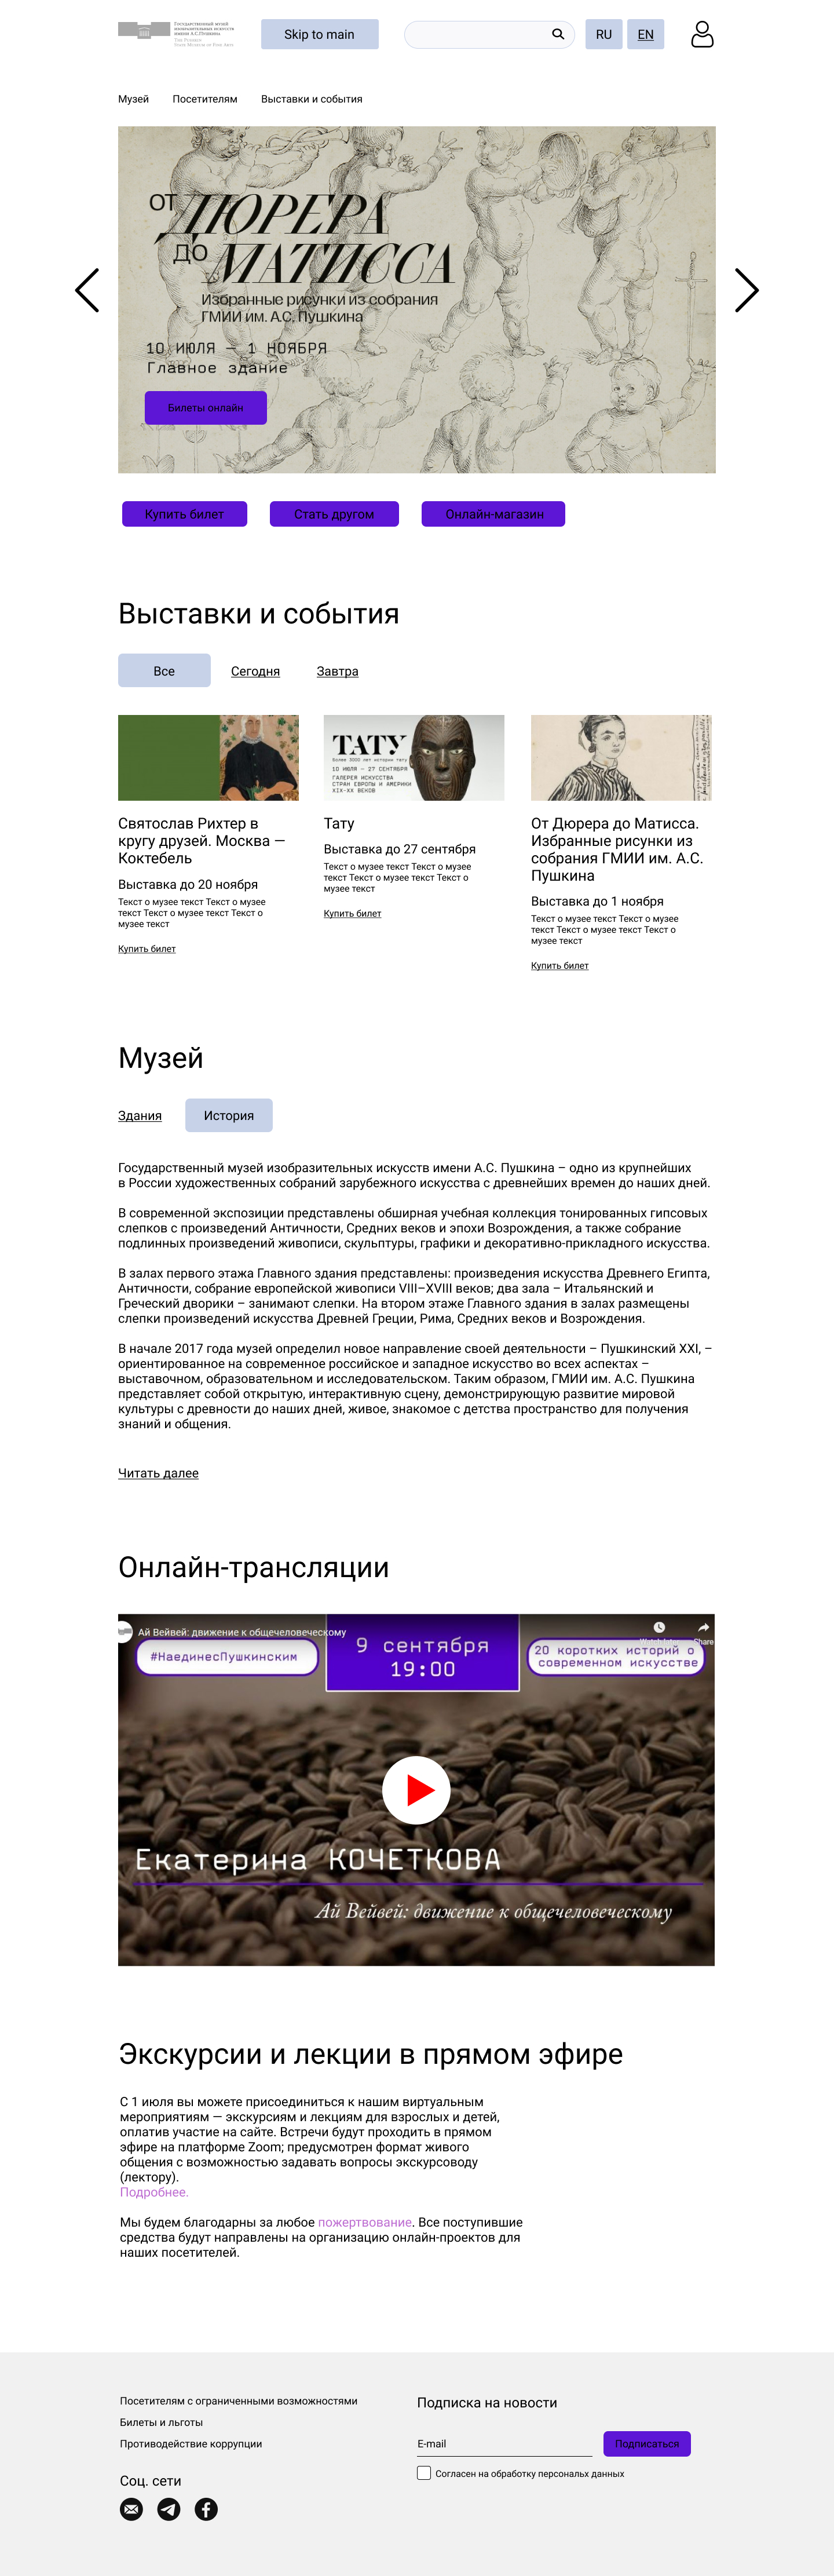 Государственный музей
изобразительных искусств
имени А.С.Пушкина
The Pushkin
State Museum of Fine Arts
Skip to main
RU
EN
Музей
Посетителям
Выставки и события
ОТ ДЮРЕРА
ДО МАТИССА
Избранные рисунки из собрания
ГМИИ им. А.С. Пушкина
10 ИЮЛЯ — 1 НОЯБРЯ
Главное здание
Билеты онлайн
Купить билет
Стать другом
Онлайн-магазин
Выставки и события
Все
Сегодня
Завтра
ТАТУ
Более 3000 лет истории тату
10 ИЮЛЯ — 27 СЕНТЯБРЯ
ГАЛЕРЕЯ ИСКУССТВА
СТРАН ЕВРОПЫ И АМЕРИКИ
XIX-XX ВЕКОВ
Святослав Рихтер в
кругу друзей. Москва —
Коктебель
Выставка до 20 ноября
Текст о музее текст Текст о музее
текст Текст о музее текст Текст о
музее текст
Купить билет
Тату
Выставка до 27 сентября
Текст о музее текст Текст о музее
текст Текст о музее текст Текст о
музее текст
Купить билет
От Дюрера до Матисса.
Избранные рисунки из
собрания ГМИИ им. А.С.
Пушкина
Выставка до 1 ноября
Текст о музее текст Текст о музее
текст Текст о музее текст Текст о
музее текст
Купить билет
Музей
Здания
История
Государственный музей изобразительных искусств имени А.С. Пушкина – одно из крупнейших
в России художественных собраний зарубежного искусства с древнейших времен до наших дней.
В современной экспозиции представлены обширная учебная коллекция тонированных гипсовых
слепков с произведений Античности, Средних веков и эпохи Возрождения, а также собрание
подлинных произведений живописи, скульптуры, графики и декоративно-прикладного искусства.
В залах первого этажа Главного здания представлены: произведения искусства Древнего Египта,
Античности, собрание европейской живописи VIII–XVIII веков; два зала – Итальянский и
Греческий дворики – занимают слепки. На втором этаже Главного здания в залах размещены
слепки произведений искусства Древней Греции, Рима, Средних веков и Возрождения.
В начале 2017 года музей определил новое направление своей деятельности – Пушкинский XXI, –
ориентированное на современное российское и западное искусство во всех аспектах –
выставочном, образовательном и исследовательском. Таким образом, ГМИИ им. А.С. Пушкина
представляет собой открытую, интерактивную сцену, демонстрирующую развитие мировой
культуры с древности до наших дней, живое, знакомое с детства пространство для получения
знаний и общения.
Читать далее
Онлайн-трансляции
Ай Вейвей: движение к общечеловеческому
Share
#НаединесПушкинским
9 сентября
19:00
20 коротких историй о
современном искусстве
Екатерина КОЧЕТКОВА
Ай Вейвей: движение к общечеловеческому
Экскурсии и лекции в прямом эфире
С 1 июля вы можете присоединиться к нашим виртуальным
мероприятиям — экскурсиям и лекциям для взрослых и детей,
оплатив участие на сайте. Встречи будут проходить в прямом
эфире на платформе Zoom; предусмотрен формат живого
общения с возможностью задавать вопросы экскурсоводу
(лектору).
Подробнее.
Мы будем благодарны за любое пожертвование. Все поступившие
средства будут направлены на организацию онлайн-проектов для
наших посетителей.
Посетителям с ограниченными возможностями
Билеты и льготы
Противодействие коррупции
Соц. сети
Подписка на новости
E-mail
Подписаться
Согласен на обработку персональх данных